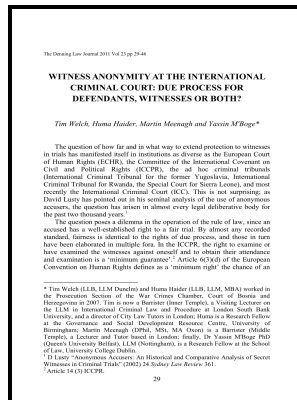 The Denning Law Journal 2011 Vol 23 pp 29-46
WITNESS ANONYMITY AT THE INTERNATIONAL
CRIMINAL COURT: DUE PROCESS FOR
DEFENDANTS, WITNESSES OR BOTH?
Tim Welch, Huma Haider, Martin Meenagh and Yassin M'Boge*
The question of how far and in what way to extend protection to witnesses
in trials has manifested itself in institutions as diverse as the European Court
of Human Rights (ECHR), the Committee of the International Covenant on
Civil and Political Rights (ICCPR), the ad hoc criminal tribunals
(International Criminal Tribunal for the former Yugoslavia, International
Criminal Tribunal for Rwanda, the Special Court for Sierra Leone), and most
recently the International Criminal Court (ICC). This is not surprising; as
David Lusty has pointed out in his seminal analysis of the use of anonymous
accusers, the question has arisen in almost every legal deliberative body for
the past two thousand years.1
The question poses a dilemma in the operation of the rule of law, since an
accused has a well-established right to a fair trial. By almost any recorded
standard, fairness is identical to the rights of due process, and those in turn
have been elaborated in multiple fora. In the ICCPR, the right to examine or
have examined the witnesses against oneself and to obtain their attendance
and examination is a 'minimum guarantee'.2 Article 6(3)(d) of the European
Convention on Human Rights defines as a 'minimum right' the chance of an
* Tim Welch (LLB, LLM Dunelm) and Huma Haider (LLB, LLM, MBA) worked in
the Prosecution Section of the War Crimes Chamber, Court of Bosnia and
Herzegovina in 2007. Tim is now a Barrister (Inner Temple), a Visiting Lecturer on
the LLM in International Criminal Law and Procedure at London South Bank
University, and a director of City Law Tutors in London; Huma is a Research Fellow
at the Governance and Social Development Resource Centre, University of
Birmingham; Martin Meenagh (DPhil, MSt, MA Oxon) is a Barrister (Middle
Temple), a Lecturer and Tutor based in London; finally, Dr Yassin M'Boge PhD
(Queen's University Belfast), LLM (Nottingham), is a Research Fellow at the School
of Law, University College Dublin.
1 D Lusty "Anonymous Accusers: An Historical and Comparative Analysis of Secret
Witnesses in Criminal Trials" (2002) 24 Sydney Law Review 361.
2 Article 14 (3) ICCPR.
29